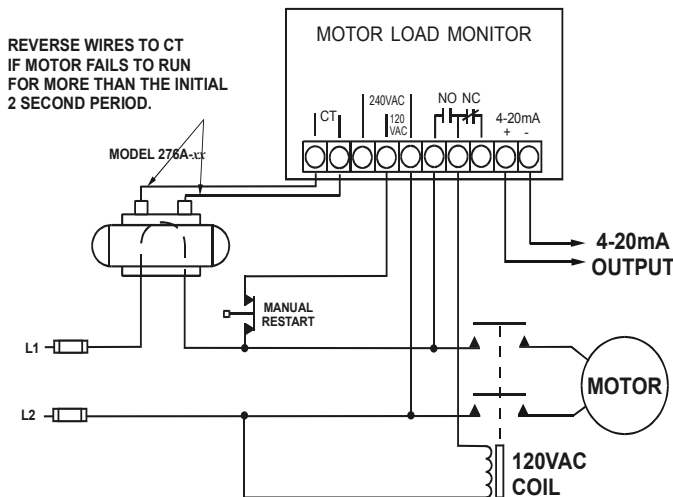 MOTOR LOAD MONITOR
REVERSE WIRES TO CT
IF MOTOR FAILS TO RUN
FOR MORE THAN THE INITIAL
2 SECOND PERIOD.
MODEL 276A-xx
CT
240VAC
120
VAC
NO NC
4-20mA
+ -
4-20mA
OUTPUT
MANUAL
RESTART
L1
L2
MOTOR
120VAC
COIL